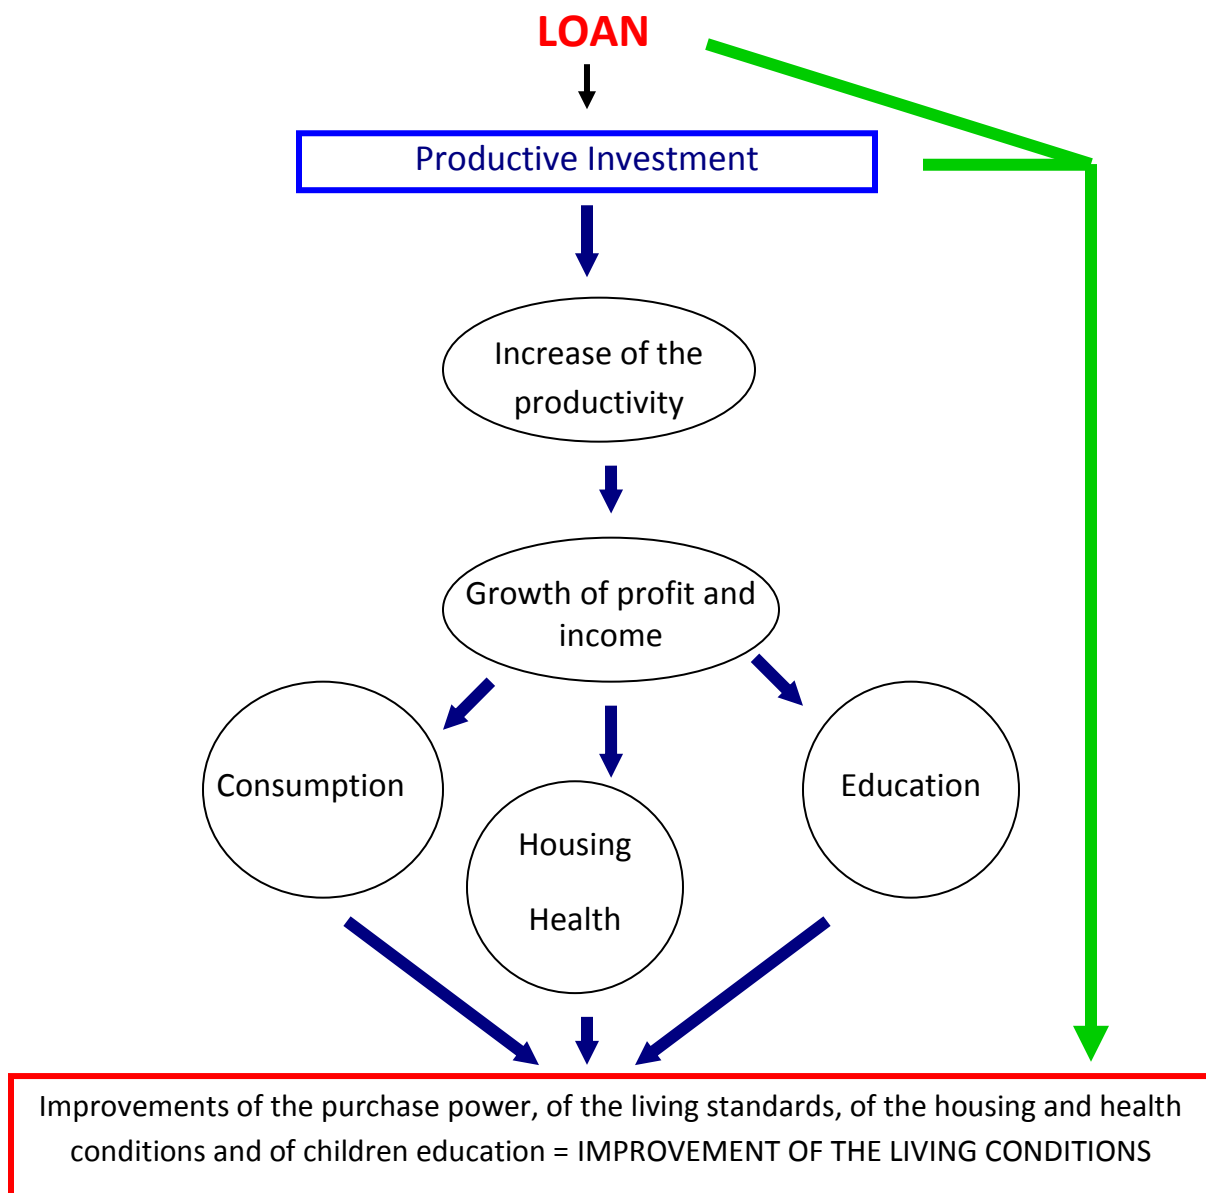 LOAN
Productive Investment
Increase of the
productivity
Growth of profit and
income
Consumption
Education
Housing
Health
Improvements of the purchase power, of the living standards, of the housing and health
conditions and of children education = IMPROVEMENT OF THE LIVING CONDITIONS